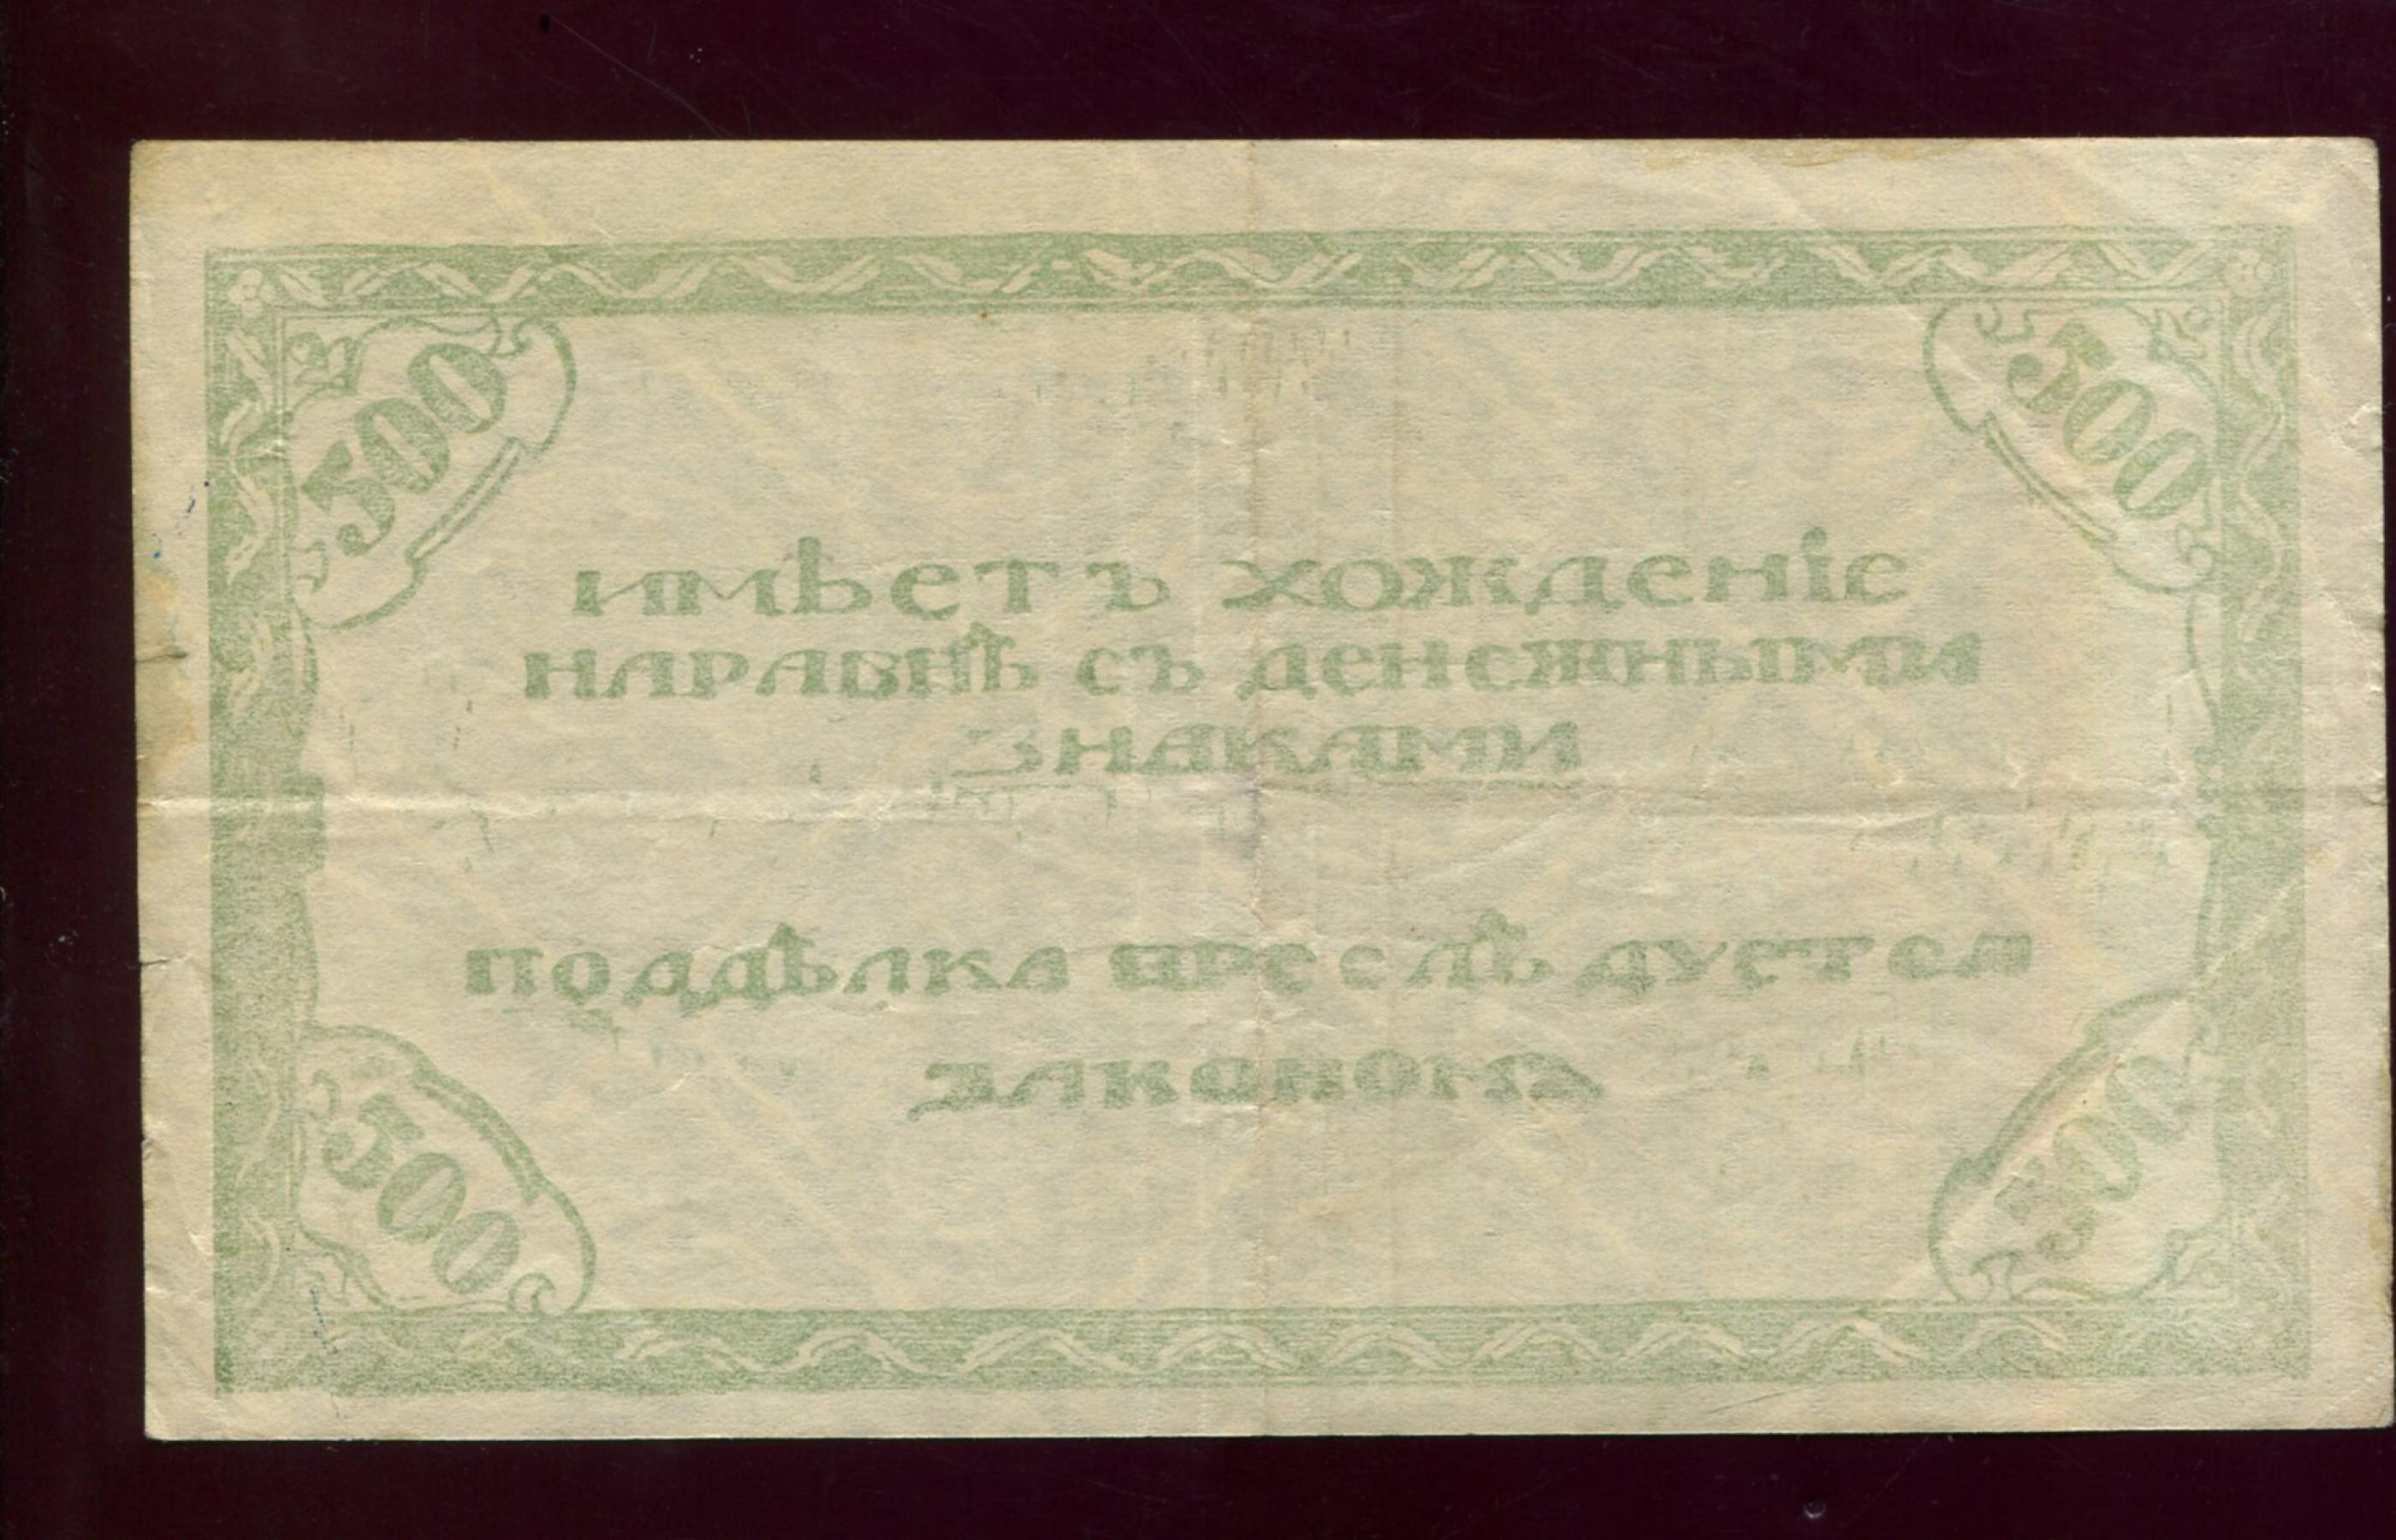 500 500
имѣетъ хожденіе
наравнѣ съ денежными
знаками
поддѣлка преслѣдуется
закономъ
500 500